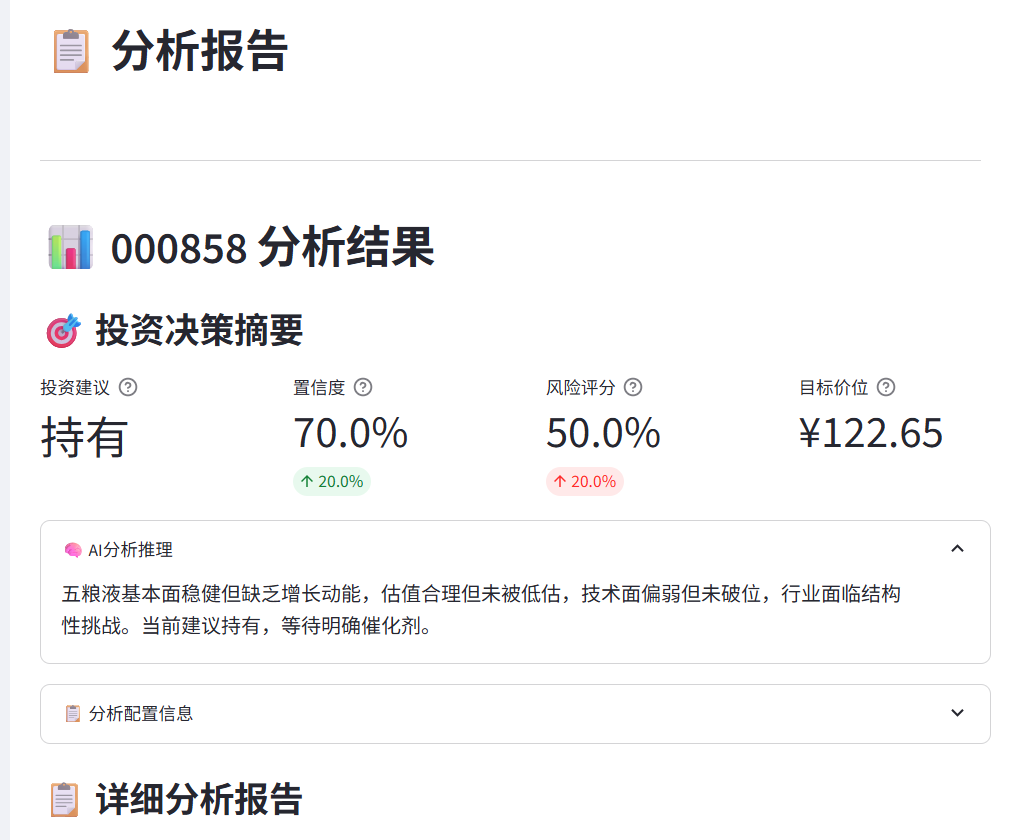 分析报告
000858 分析结果
投资决策摘要
投资建议
置信度
风险评分
目标价位
持有
70.0%
50.0%
¥122.65
↑ 20.0%
↑ 20.0%
AI分析推理
五粮液基本面稳健但缺乏增长动能，估值合理但未被低估，技术面偏弱但未破位，行业面临结构
性挑战。当前建议持有，等待明确催化剂。
分析配置信息
详细分析报告